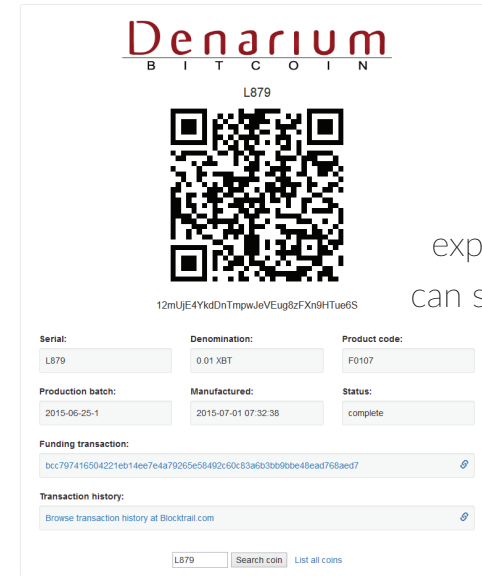 Denarium
BITCOIN
L879
exp
12mUjE4YkdDnTmpwJeVEug8zFXn9HTue6S
can s
Serial: Denomination: Product code:
L879 0.01 XBT F0107
Production batch: Manufactured: Status:
2015-06-25-1 2015-07-01 07:32:38 complete
Funding transaction:
bcc797416504221eb14ee7e4a79265e58492c60c83a6b3bb9bbe48ead768aed7
Transaction history:
Browse transaction history at Blocktrail.com
L879 Search coin List all coins